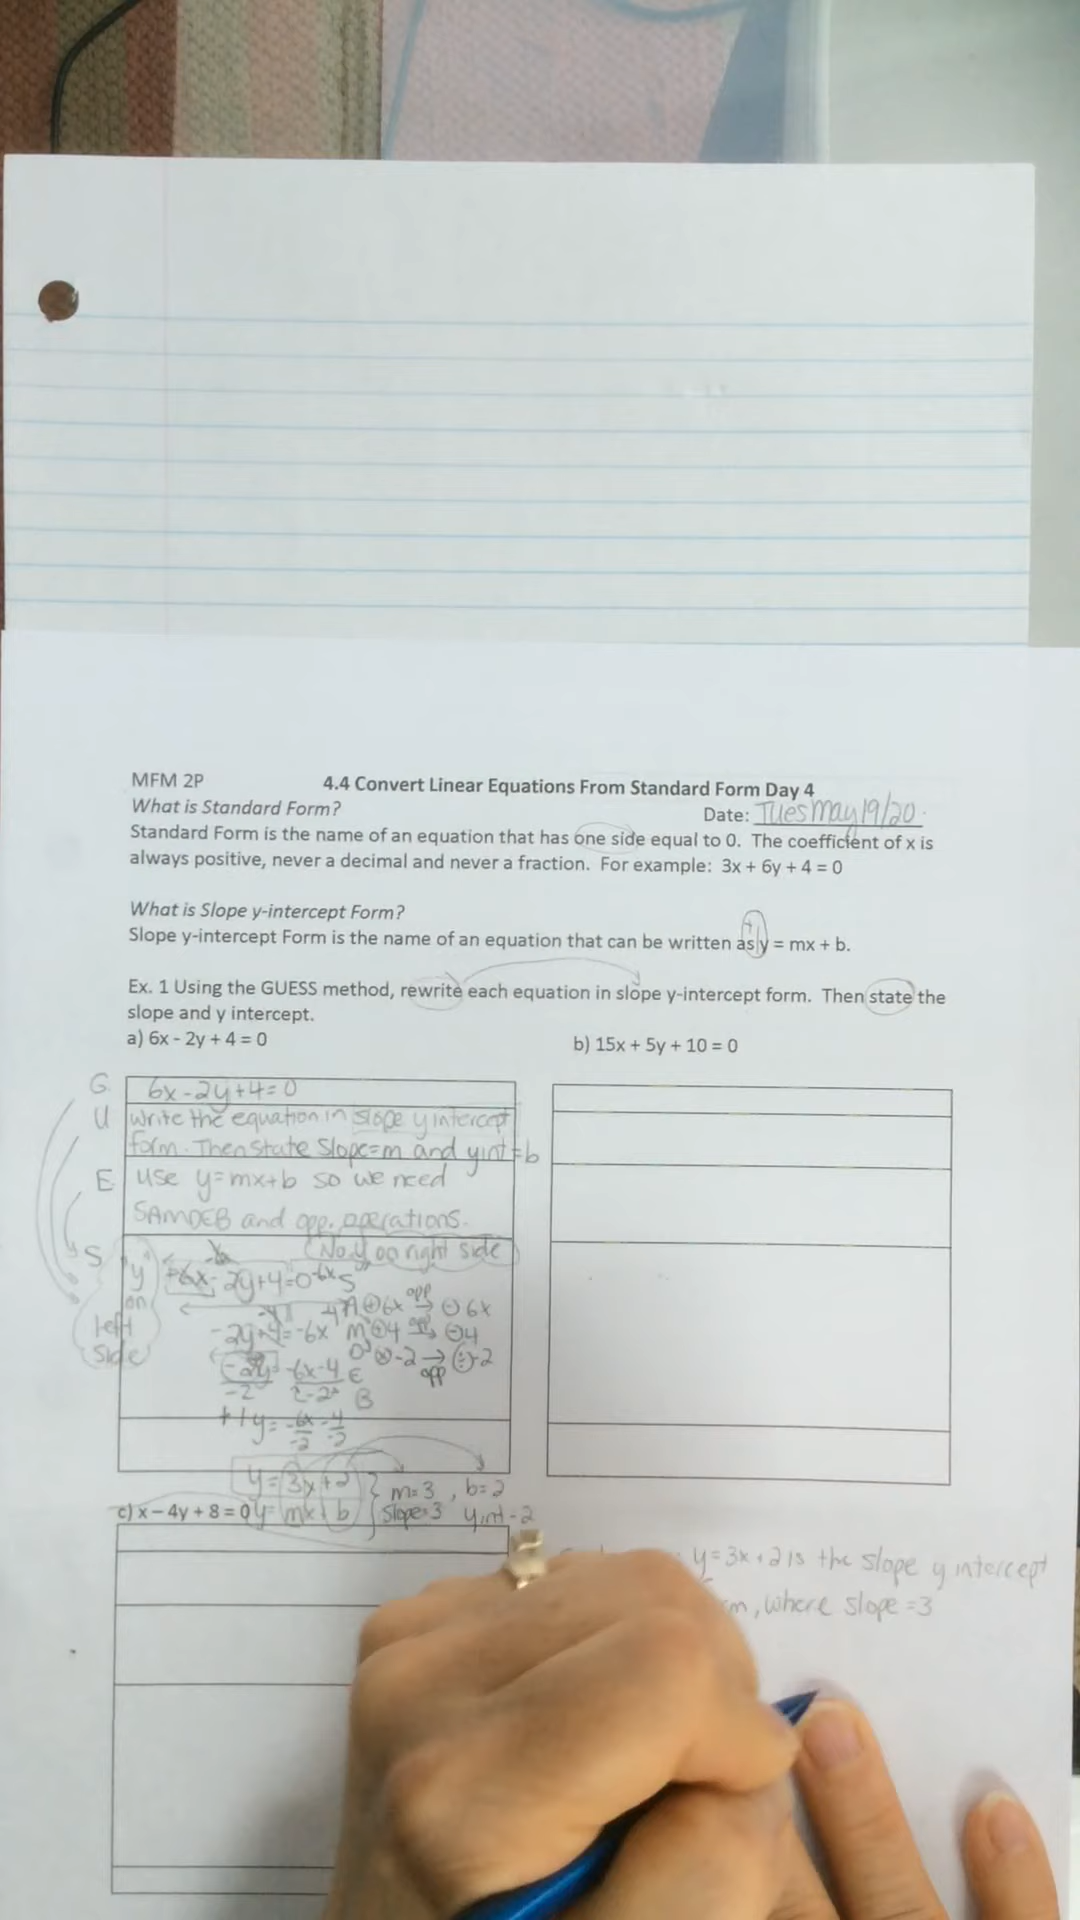 MFM 2P 4.4 Convert Linear Equations From Standard Form Day 4
What is Standard Form? Date: Tues May 19/20
Standard Form is the name of an equation that has one side equal to 0. The coefficient of x is
always positive, never a decimal and never a fraction. For example: 3x + 6y + 4 = 0
What is Slope y-intercept Form?
Slope y-intercept Form is the name of an equation that can be written as y = mx + b.
Ex. 1 Using the GUESS method, rewrite each equation in slope y-intercept form. Then state the
slope and y intercept.
a) 6x - 2y + 4 = 0 b) 15x + 5y + 10 = 0
G 6x-2y+4=0
U Write the equation in slope y intercept
form. Then state Slope=m and yint=b
E Use y=mx+b so we need
SAMDEB and opp. operations.
S y (No y on right side
on
left
side
-2y+4=-6x
y=3x+2 m=3, b=2
c) x – 4y + 8 = 0 y= mx+b slope=3 yint=2
y=3x+2 is the slope y intercept
, where slope =3